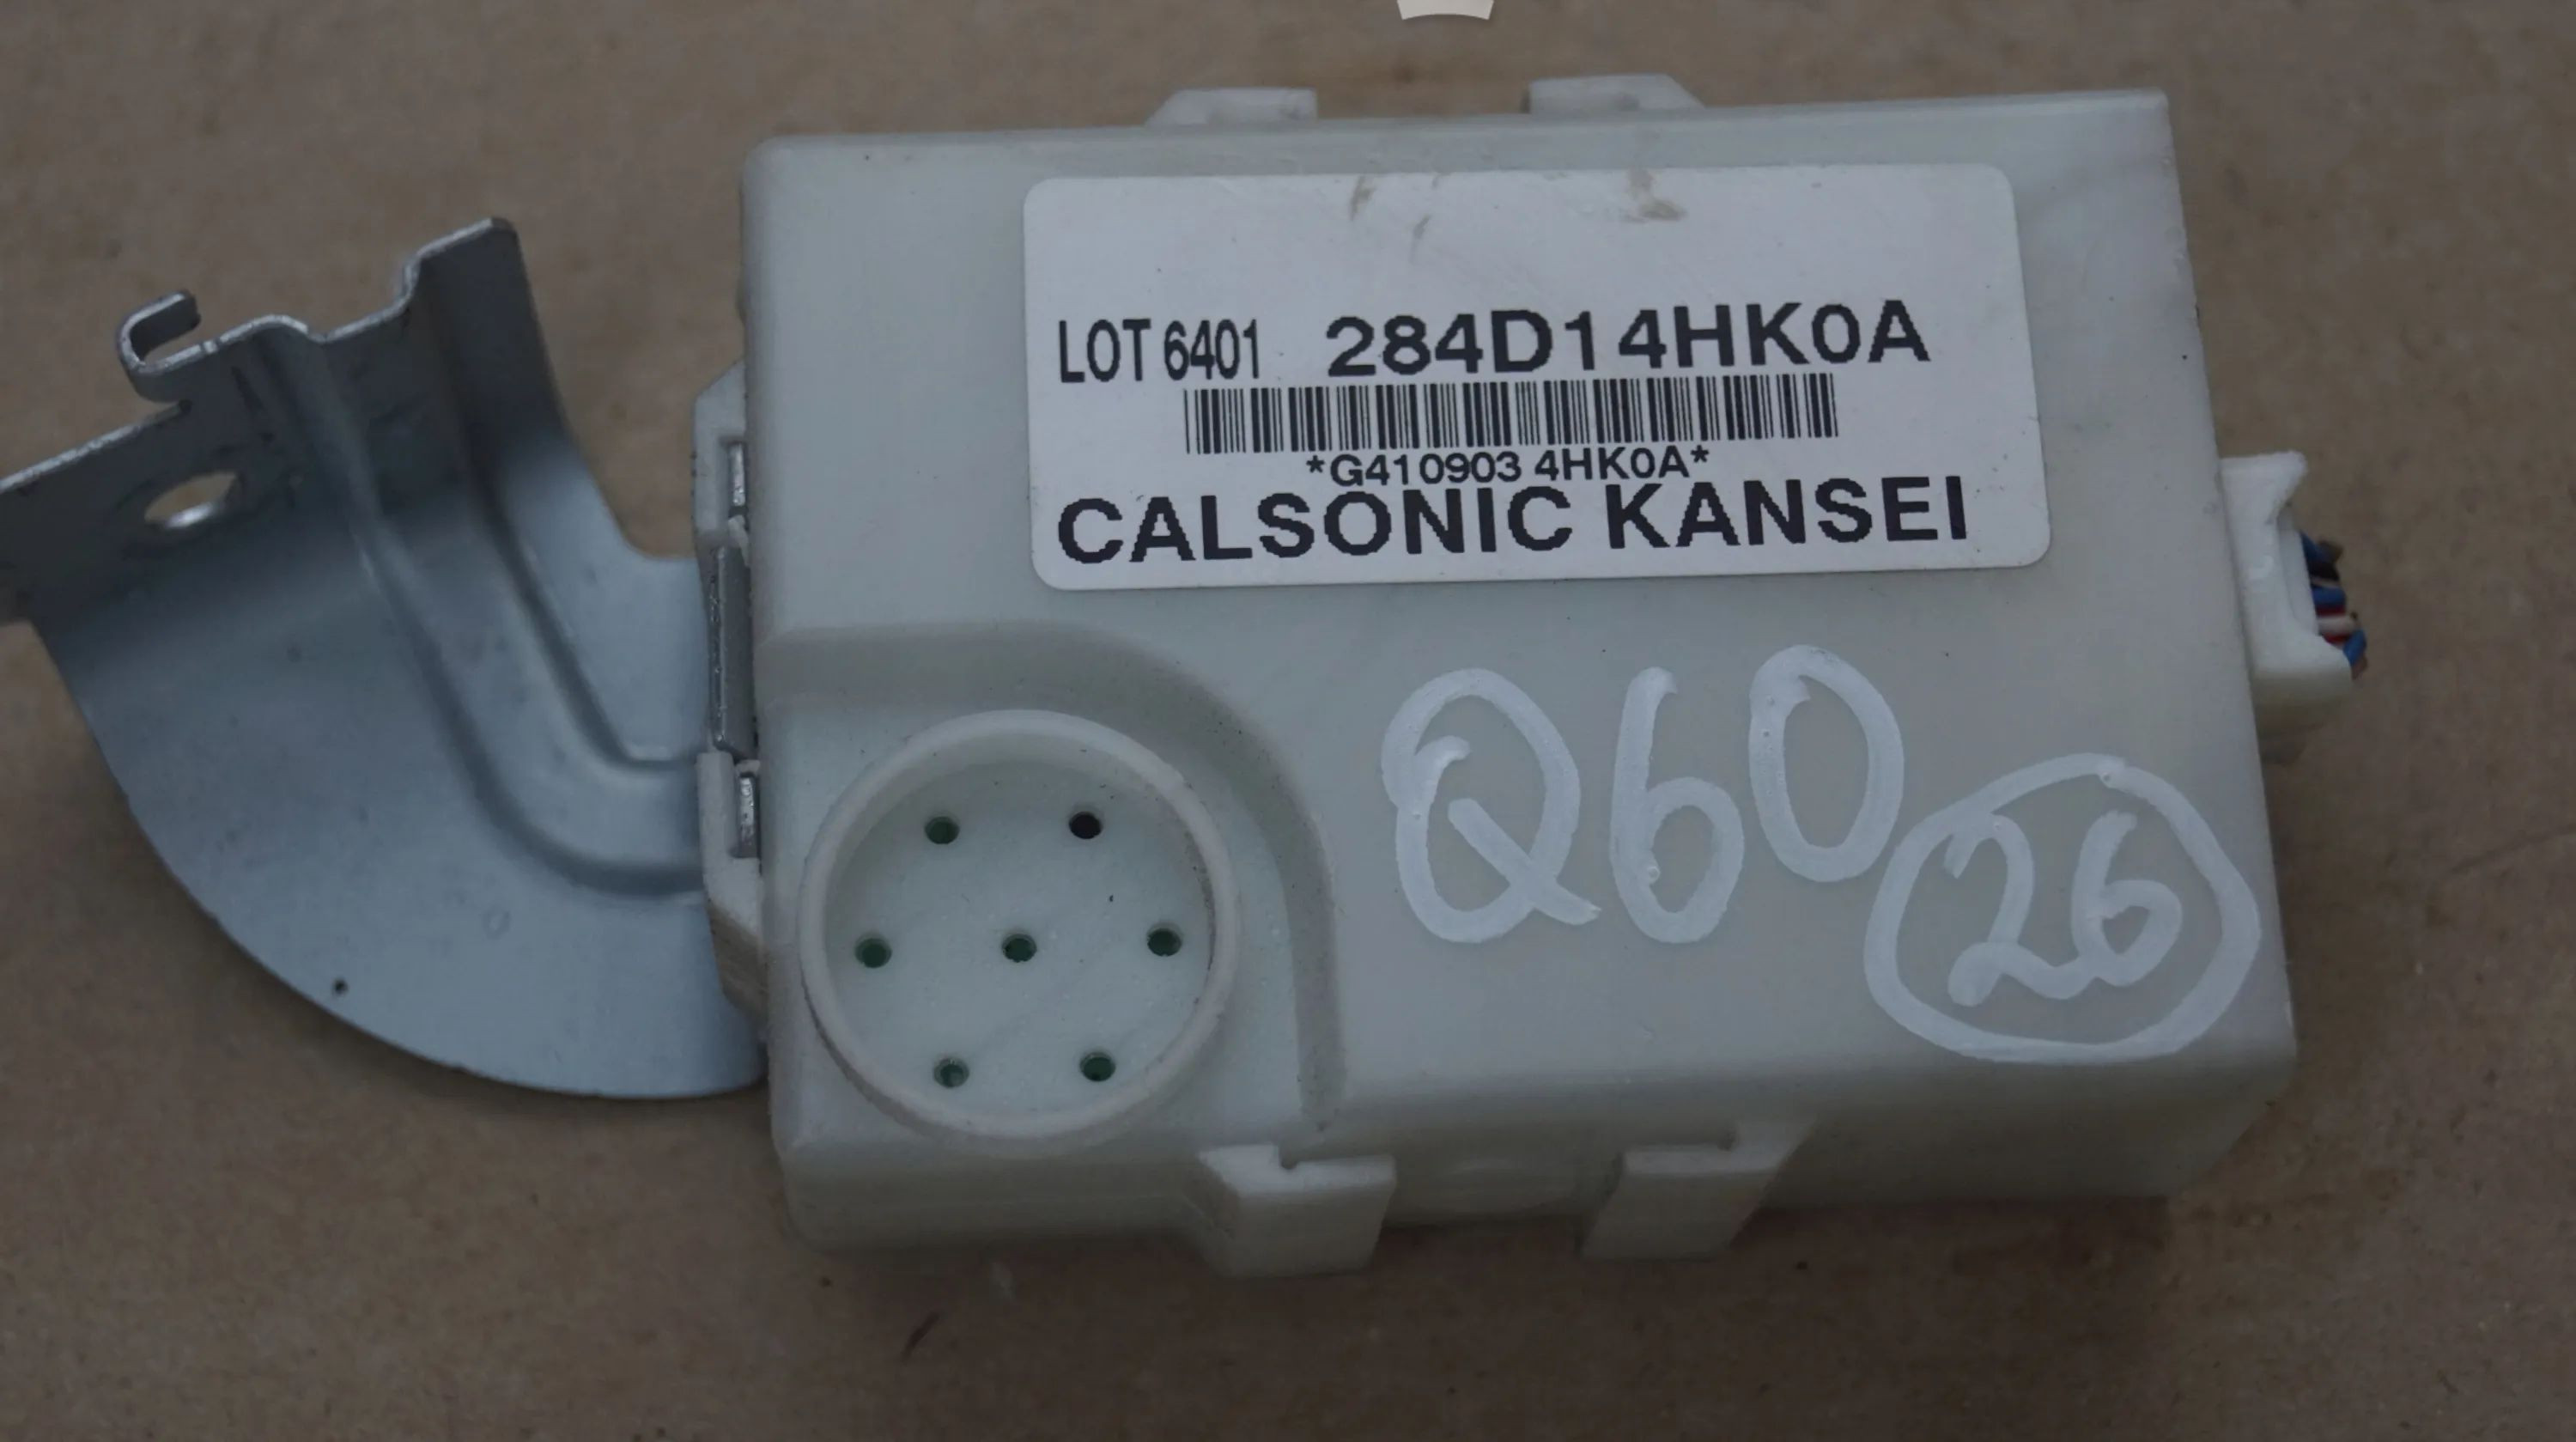 LOT 6401 284D14HK0A
*G410903 4HK0A*
CALSONIC KANSEI
Q60
26